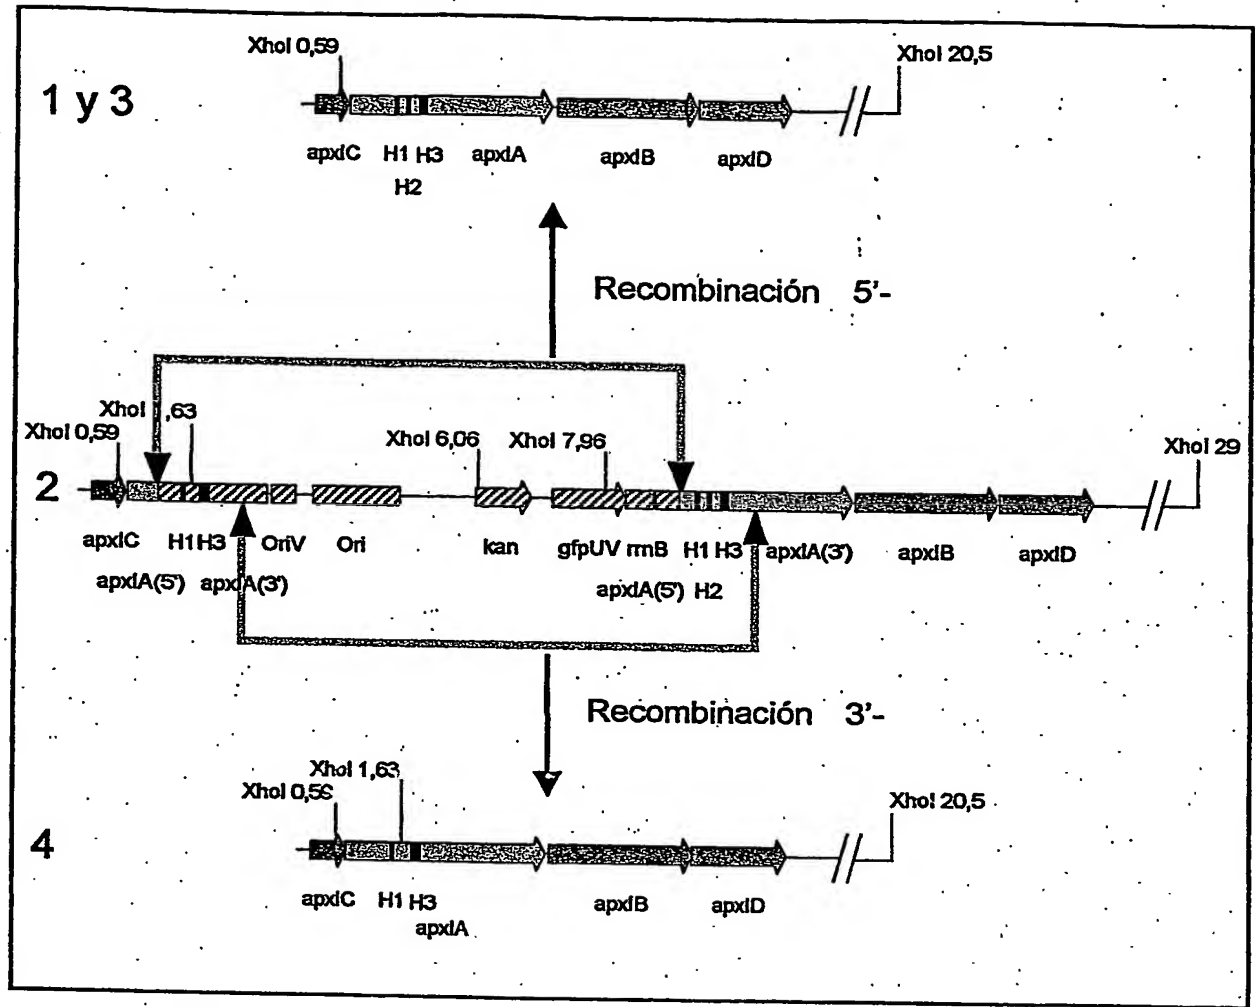 XhoI 0,59
XhoI 20,5
1 y 3
apxIC H1 H3 apxIA apxIB apxID
H2
Recombinación 5'-
XhoI ,63
XhoI 0,59
XhoI 6,06
XhoI 7,96
XhoI 29
2
apxIC H1 H3 OriV Ori kan gfpUV rrnB H1 H3 apxIA(3') apxIB apxID
apxIA(5') apxIA(3') apxIA(5') H2
Recombinación 3'-
XhoI 1,63
XhoI 0,59
XhoI 20,5
4
apxIC H1 H3 apxIB apxID
apxIA